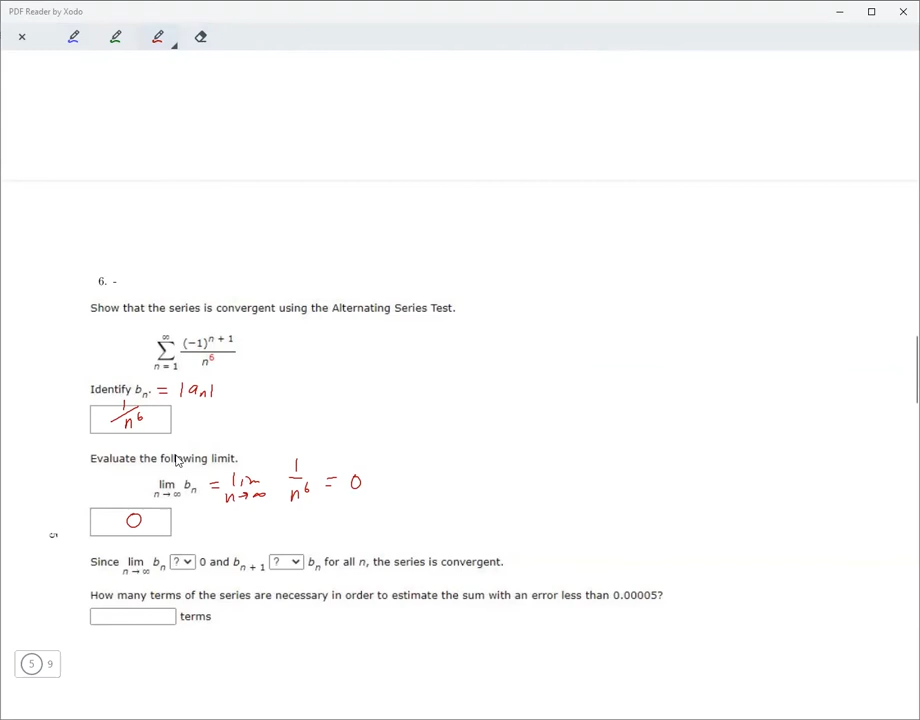 PDF Reader by Xodo
6. -
Show that the series is convergent using the Alternating Series Test.
∞ ∑ n = 1 (-1)^n + 1 / n^6
Identify b_n. = |a_n|
1/n^6
Evaluate the following limit.
lim n→∞ b_n = lim n→∞ 1/n^6 = 0
0
5
Since lim n→∞ b_n ? 0 and b_n + 1 ? b_n for all n, the series is convergent.
How many terms of the series are necessary in order to estimate the sum with an error less than 0.00005?
terms
5 9